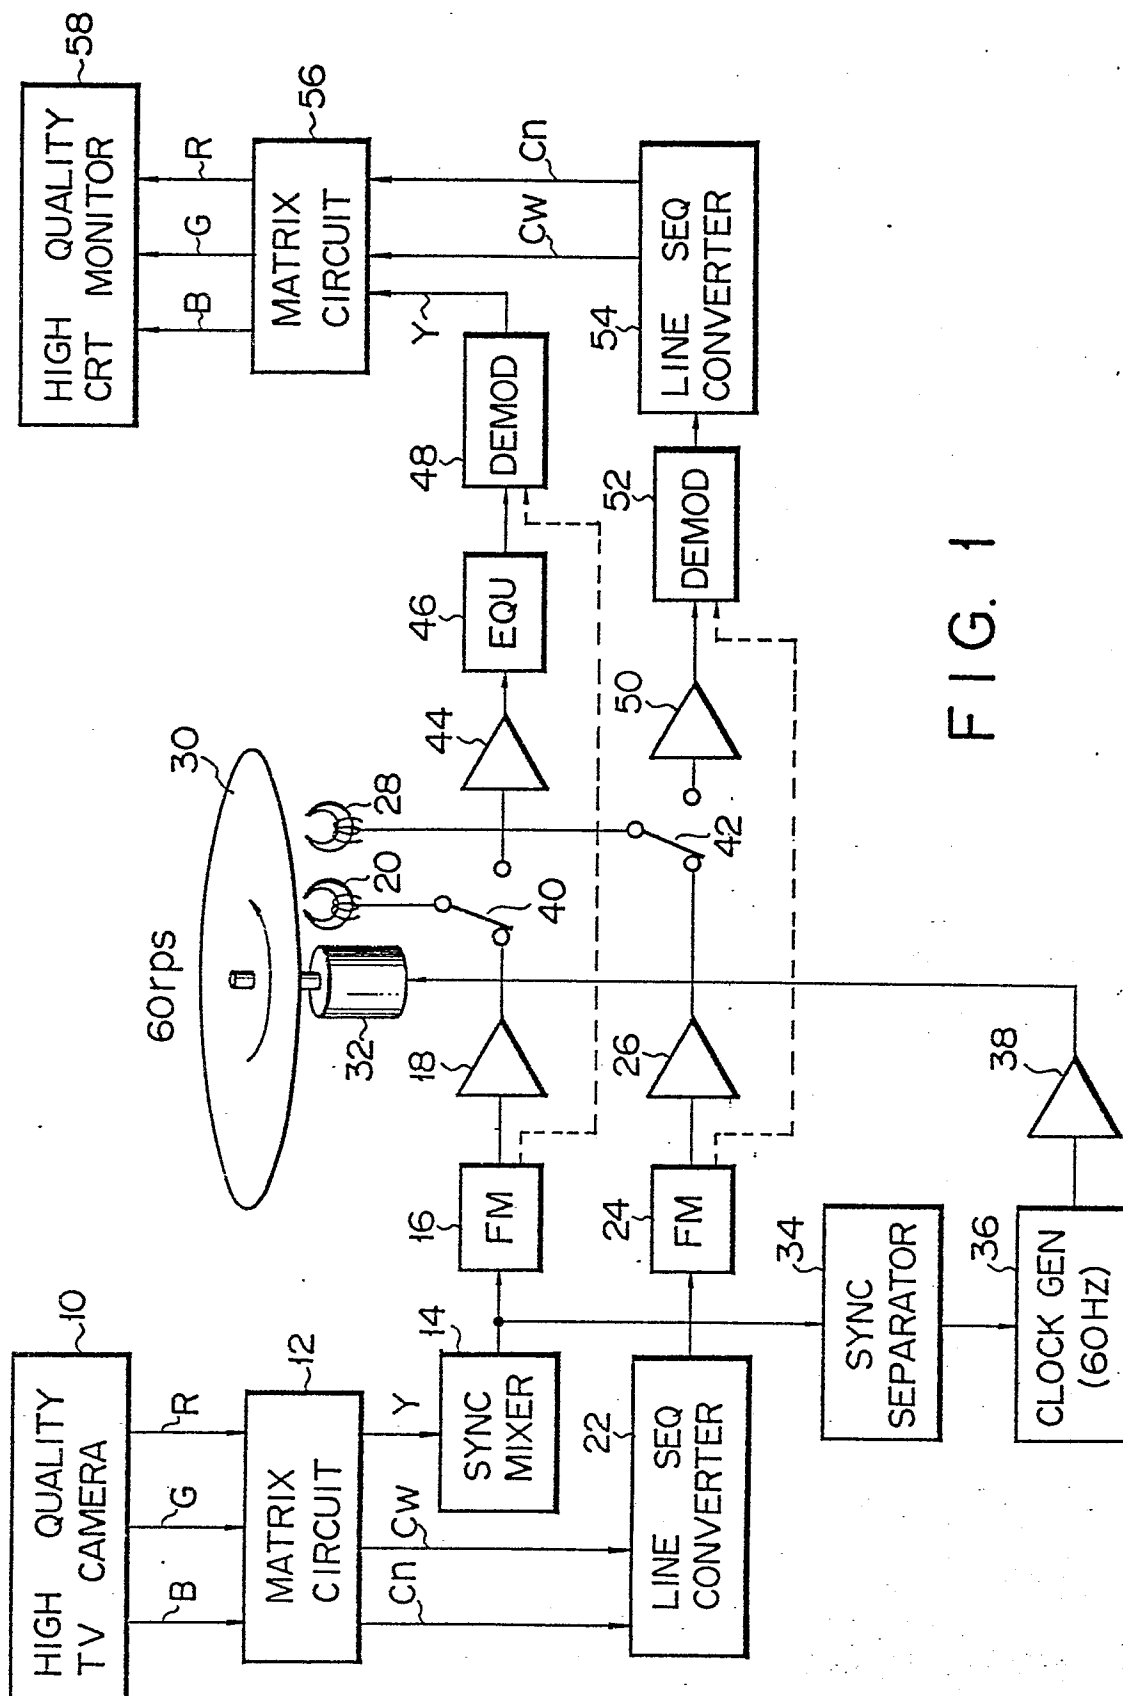 HIGH QUALITY
TV CAMERA
10
B
G
R
MATRIX
CIRCUIT
12
Cn
Cw
Y
SYNC
MIXER
14
LINE SEQ
CONVERTER
22
FM
16
FM
24
SYNC
SEPARATOR
34
CLOCK GEN
(60Hz)
36
18
26
38
60rps
30
32
20
28
40
42
44
50
EQU
46
DEMOD
48
DEMOD
52
LINE SEQ
CONVERTER
54
Y
Cw
Cn
MATRIX
CIRCUIT
56
B
G
R
HIGH QUALITY
CRT MONITOR
58
FIG. 1